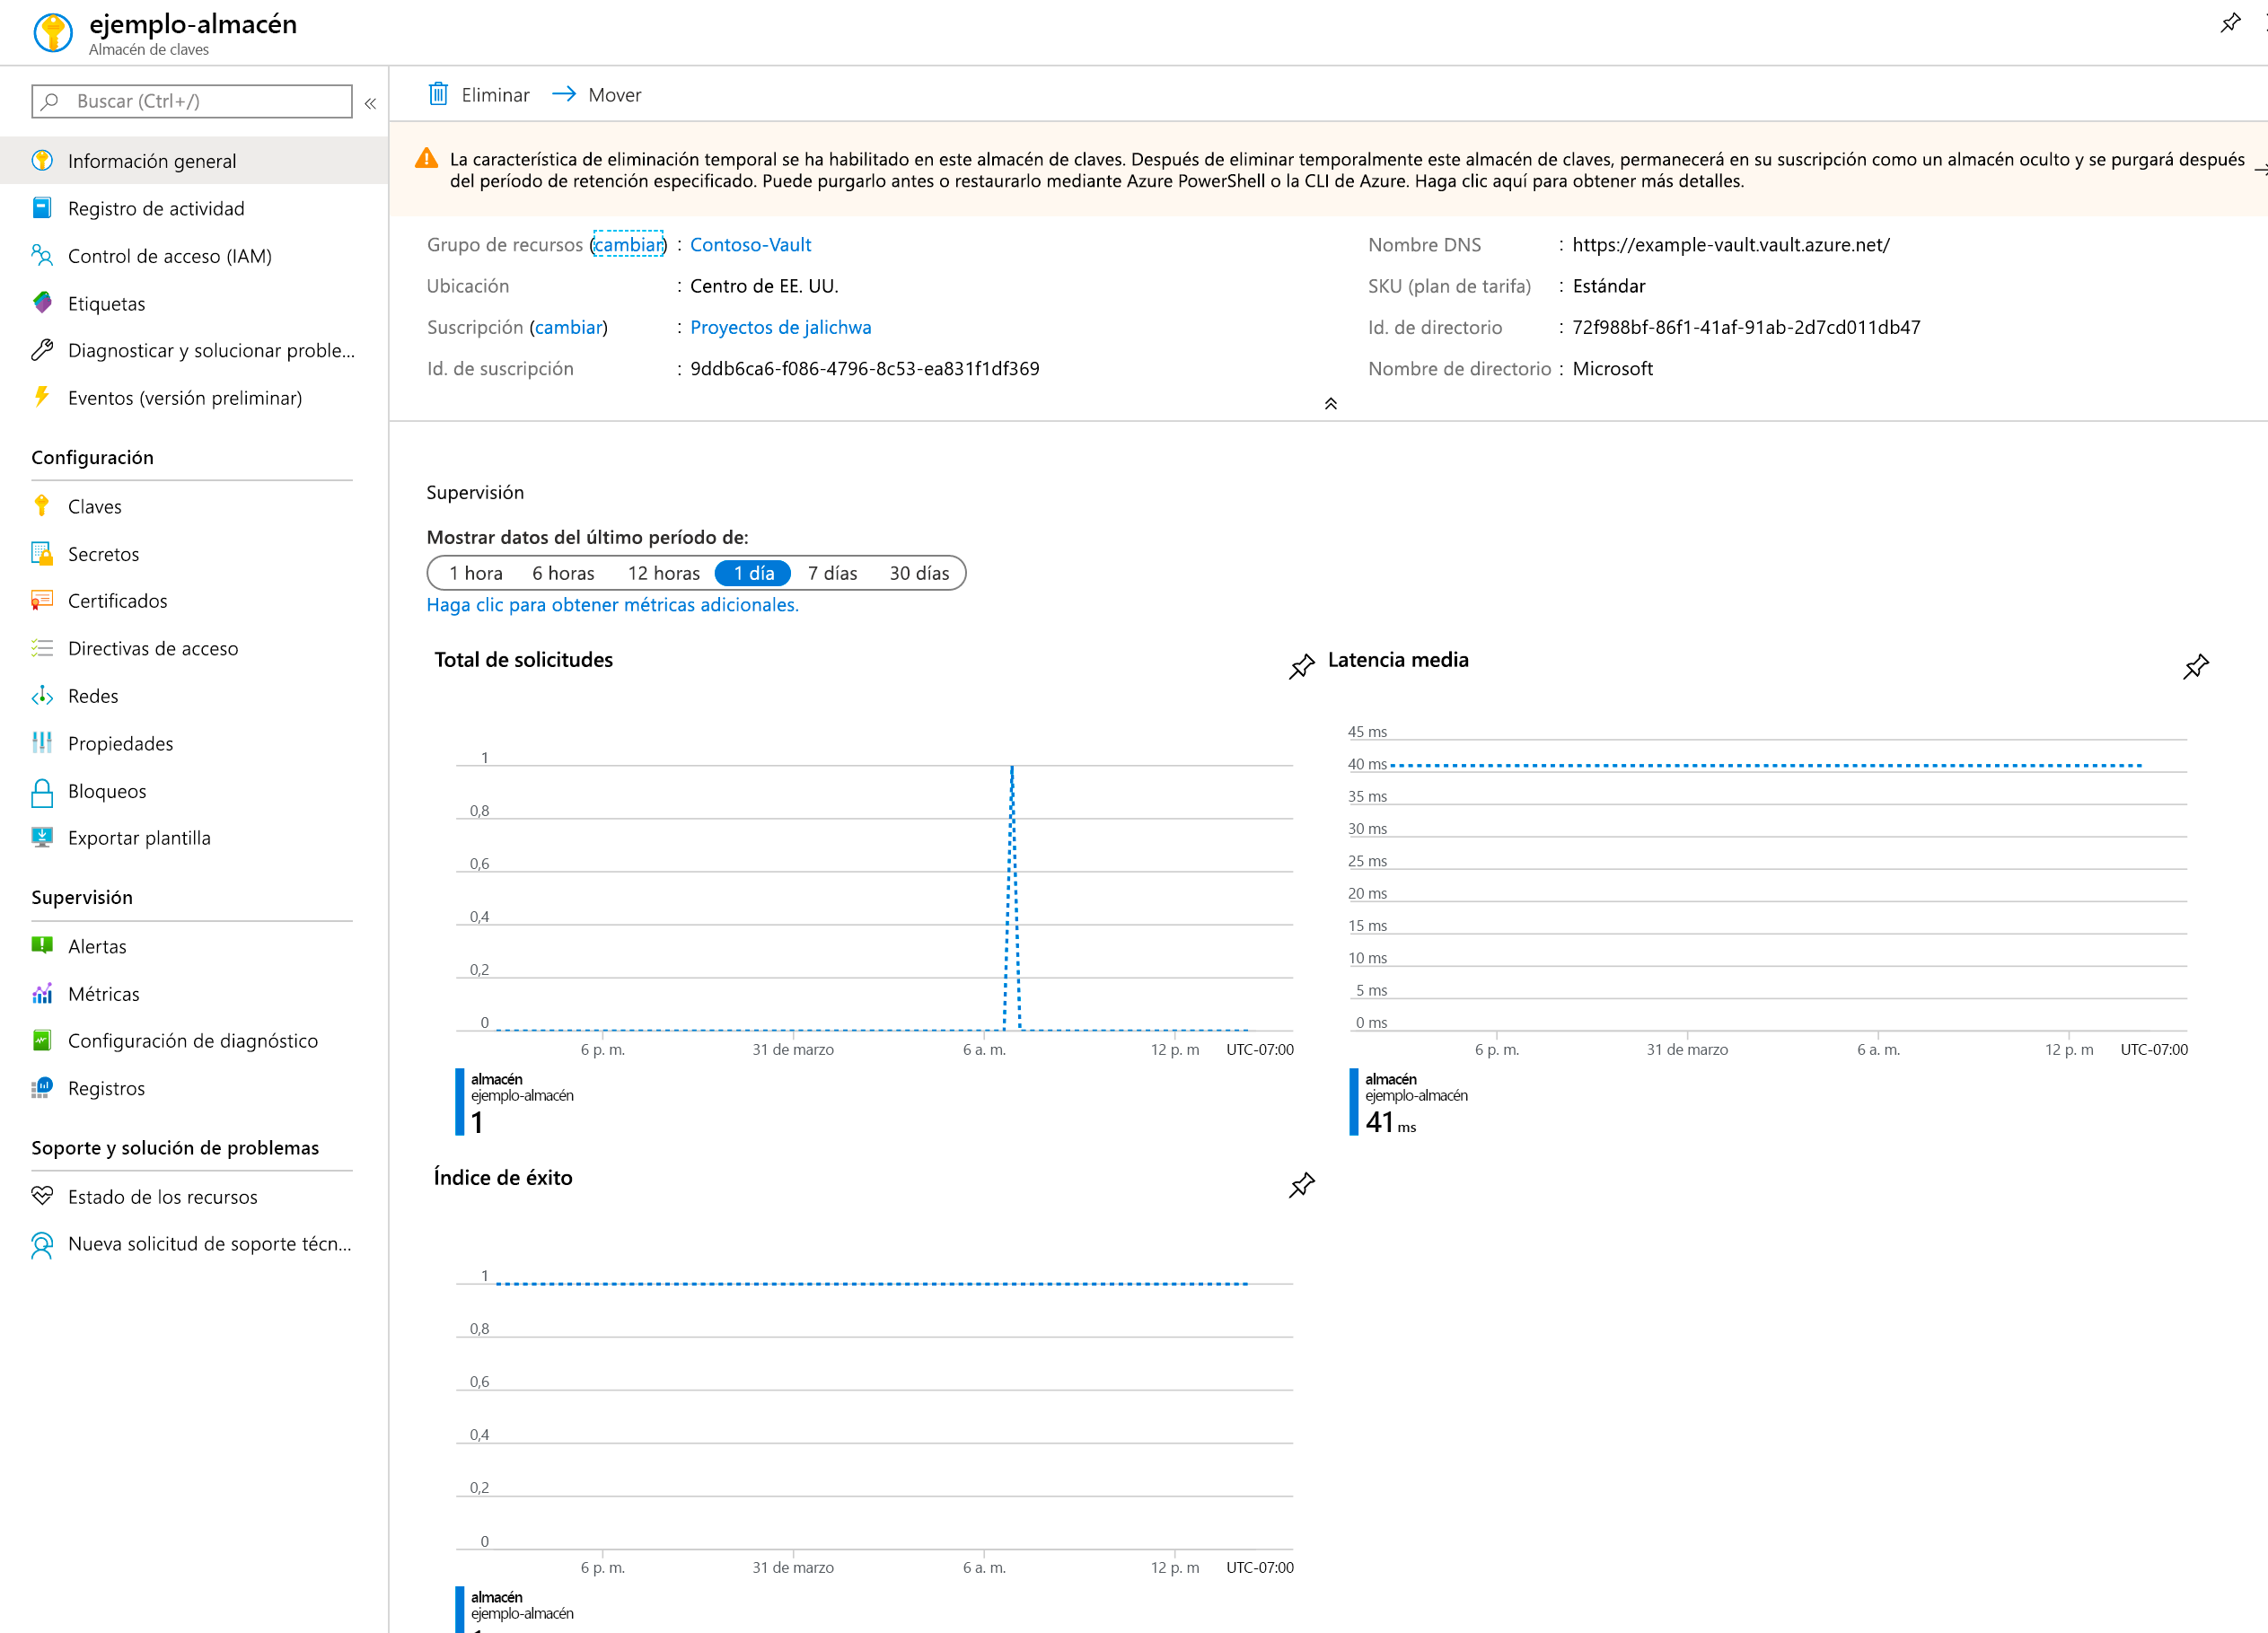 ejemplo-almacén
Almacén de claves
Buscar (Ctrl+/)
«
Información general
Registro de actividad
Control de acceso (IAM)
Etiquetas
Diagnosticar y solucionar proble...
Eventos (versión preliminar)
Configuración
Claves
Secretos
Certificados
Directivas de acceso
Redes
Propiedades
Bloqueos
Exportar plantilla
Supervisión
Alertas
Métricas
Configuración de diagnóstico
Registros
Soporte y solución de problemas
Estado de los recursos
Nueva solicitud de soporte técn...
Eliminar
Mover
La característica de eliminación temporal se ha habilitado en este almacén de claves. Después de eliminar temporalmente este almacén de claves, permanecerá en su suscripción como un almacén oculto y se purgará después
del período de retención especificado. Puede purgarlo antes o restaurarlo mediante Azure PowerShell o la CLI de Azure. Haga clic aquí para obtener más detalles.
Grupo de recursos (cambiar) : Contoso-Vault
Ubicación : Centro de EE. UU.
Suscripción (cambiar) : Proyectos de jalichwa
Id. de suscripción : 9ddb6ca6-f086-4796-8c53-ea831f1df369
Nombre DNS : https://example-vault.vault.azure.net/
SKU (plan de tarifa) : Estándar
Id. de directorio : 72f988bf-86f1-41af-91ab-2d7cd011db47
Nombre de directorio : Microsoft
Supervisión
Mostrar datos del último período de:
1 hora 6 horas 12 horas 1 día 7 días 30 días
Haga clic para obtener métricas adicionales.
Total de solicitudes
1
0,8
0,6
0,4
0,2
0
6 p. m. 31 de marzo 6 a. m. 12 p. m UTC-07:00
almacén
ejemplo-almacén
1
Latencia media
45 ms
40 ms
35 ms
30 ms
25 ms
20 ms
15 ms
10 ms
5 ms
0 ms
6 p. m. 31 de marzo 6 a. m. 12 p. m UTC-07:00
almacén
ejemplo-almacén
41 ms
Índice de éxito
1
0,8
0,6
0,4
0,2
0
6 p. m. 31 de marzo 6 a. m. 12 p. m UTC-07:00
almacén
ejemplo-almacén